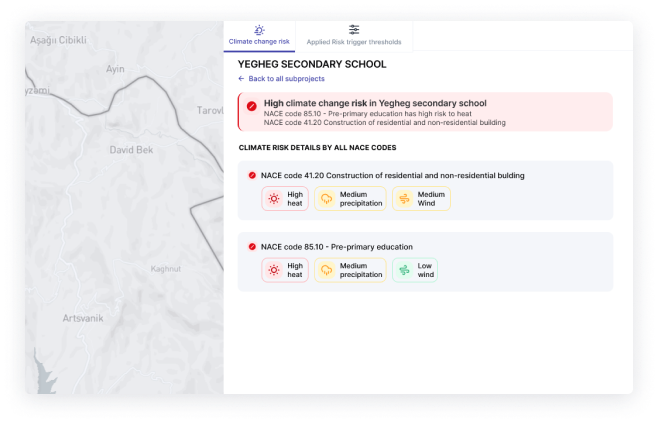 Aşağıı Cibikli
Ayin
Tarovl
David Bek
Kaghnut
Artsvanik
Climate change risk
Applied Risk trigger thresholds
YEGHEG SECONDARY SCHOOL
← Back to all subprojects
High climate change risk in Yegheg secondary school
NACE code 85.10 - Pre-primary education has high risk to heat
NACE code 41.20 Construction of residential and non-residential building
CLIMATE RISK DETAILS BY ALL NACE CODES
NACE code 41.20 Construction of residential and non-residential bulding
High
heat
Medium
precipitation
Medium
Wind
NACE code 85.10 - Pre-primary education
High
heat
Medium
precipitation
Low
wind